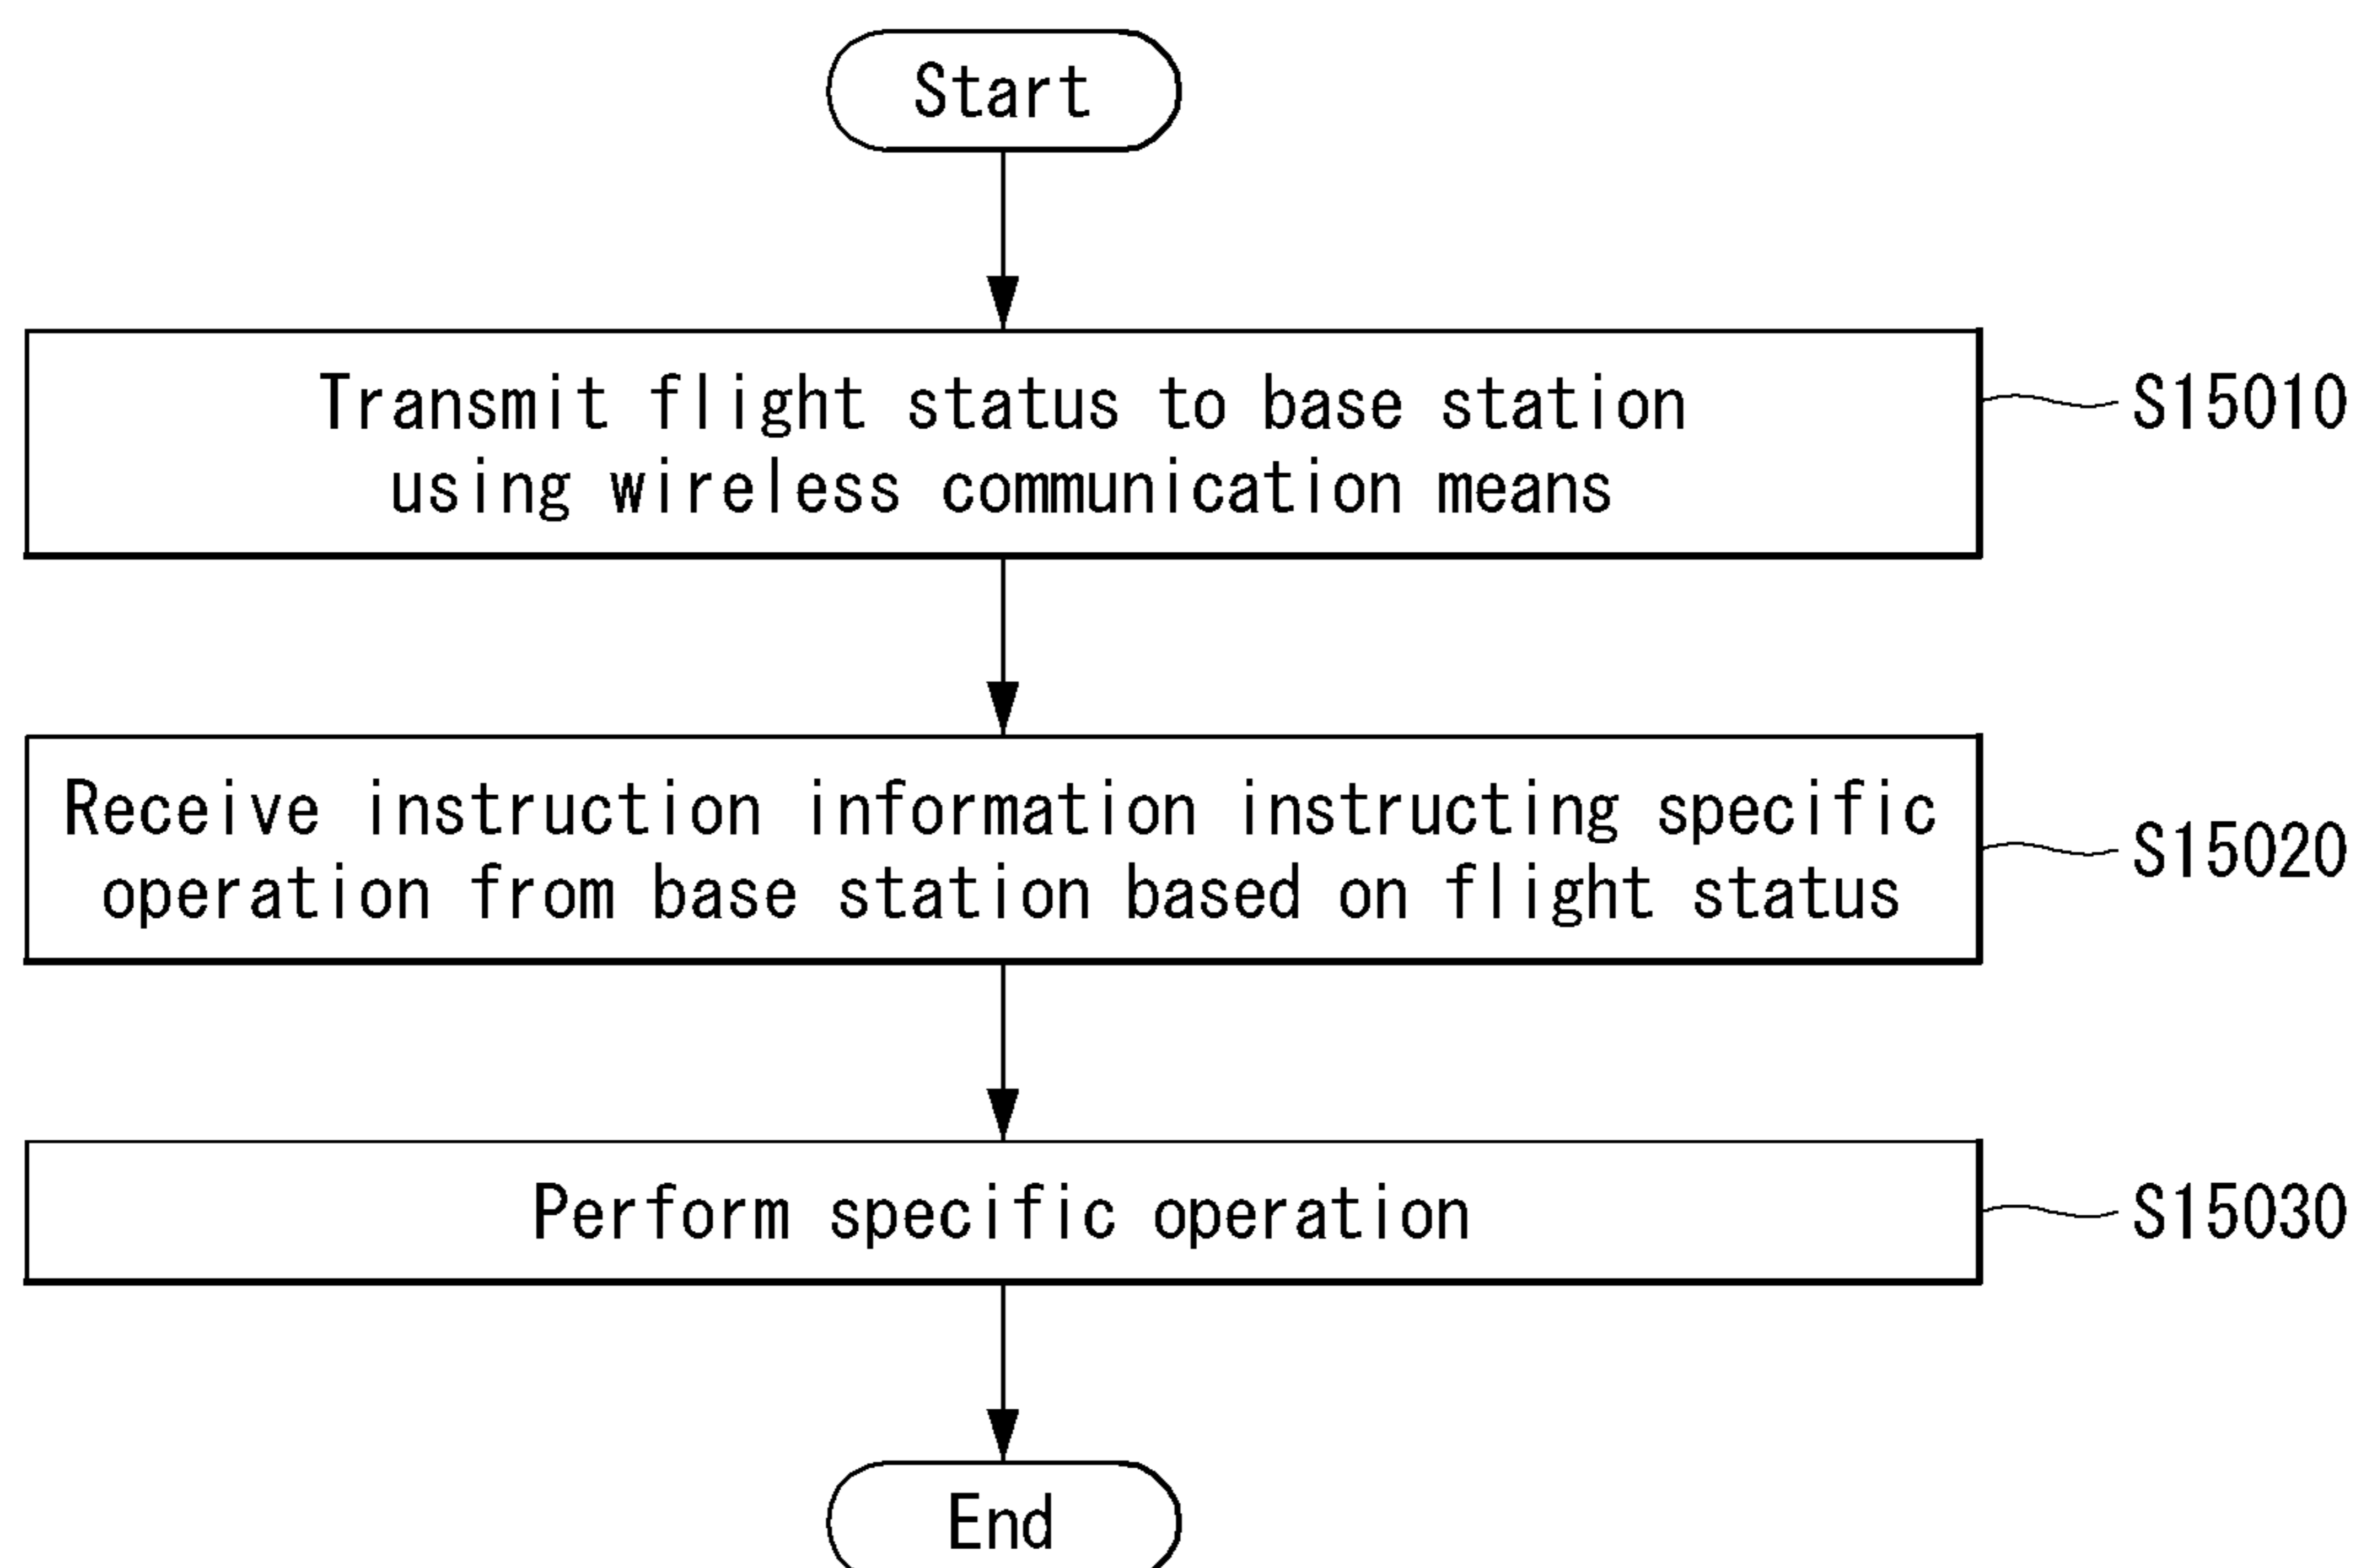 Start
Transmit flight status to base station
using wireless communication means
S15010
Receive instruction information instructing specific
operation from base station based on flight status
S15020
Perform specific operation
S15030
End